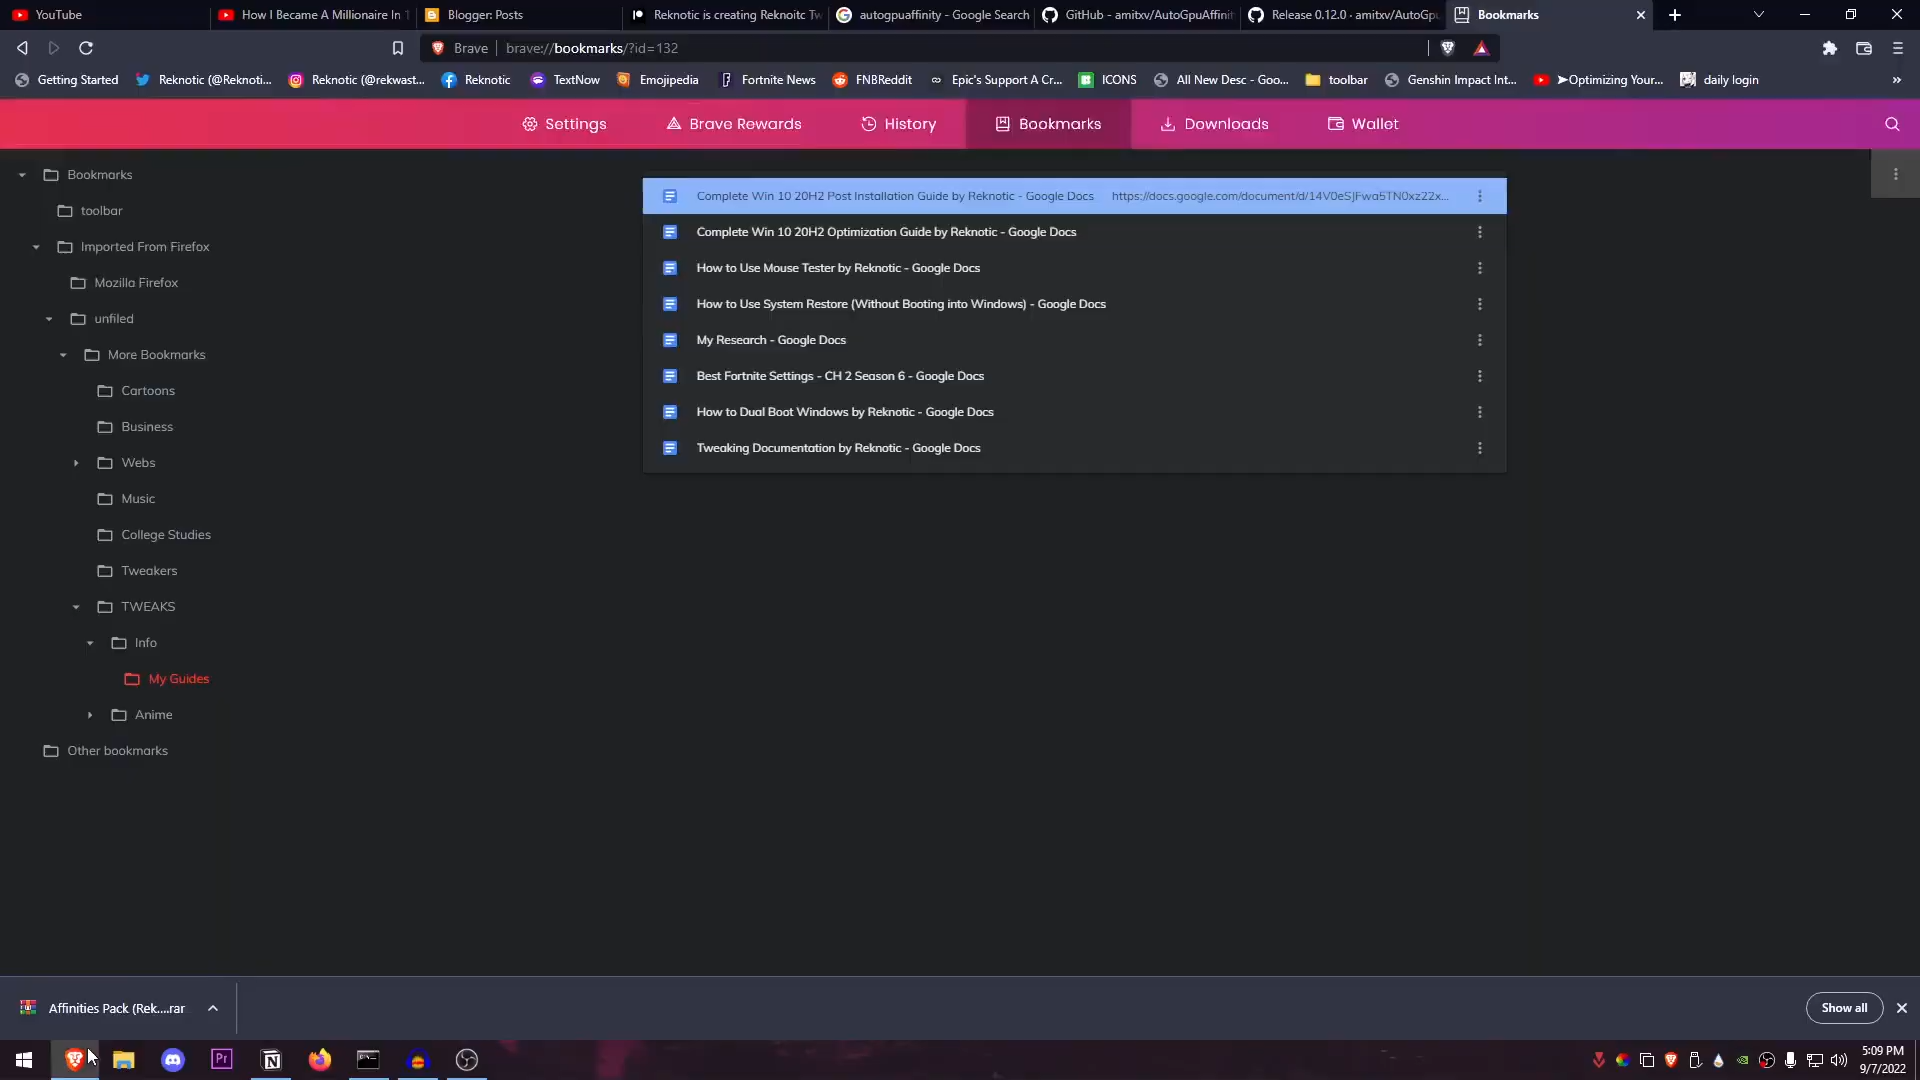 YouTube
How I Became A Millionaire In 1
Blogger: Posts
Reknotic is creating Reknoitc Tw
autogpuaffinity - Google Search
GitHub - amitxv/AutoGpuAffini
Release 0.12.0 · amitxv/AutoGpu
Bookmarks
Brave
brave://bookmarks/?id=132
Getting Started
Reknotic (@Reknoti...
Reknotic (@rekwast...
Reknotic
TextNow
Emojipedia
Fortnite News
FNBReddit
Epic's Support A Cr...
ICONS
All New Desc - Goo...
toolbar
Genshin Impact Int...
➤Optimizing Your...
daily login
Settings
Brave Rewards
History
Bookmarks
Downloads
Wallet
Bookmarks
toolbar
Imported From Firefox
Mozilla Firefox
unfiled
More Bookmarks
Cartoons
Business
Webs
Music
College Studies
Tweakers
TWEAKS
Info
My Guides
Anime
Other bookmarks
Complete Win 10 20H2 Post Installation Guide by Reknotic - Google Docs https://docs.google.com/document/d/14V0eSJFwa5TN0xz22x...
Complete Win 10 20H2 Optimization Guide by Reknotic - Google Docs
How to Use Mouse Tester by Reknotic - Google Docs
How to Use System Restore (Without Booting into Windows) - Google Docs
My Research - Google Docs
Best Fortnite Settings - CH 2 Season 6 - Google Docs
How to Dual Boot Windows by Reknotic - Google Docs
Tweaking Documentation by Reknotic - Google Docs
Affinities Pack (Rek....rar
Show all
Pr
5:09 PM
9/7/2022